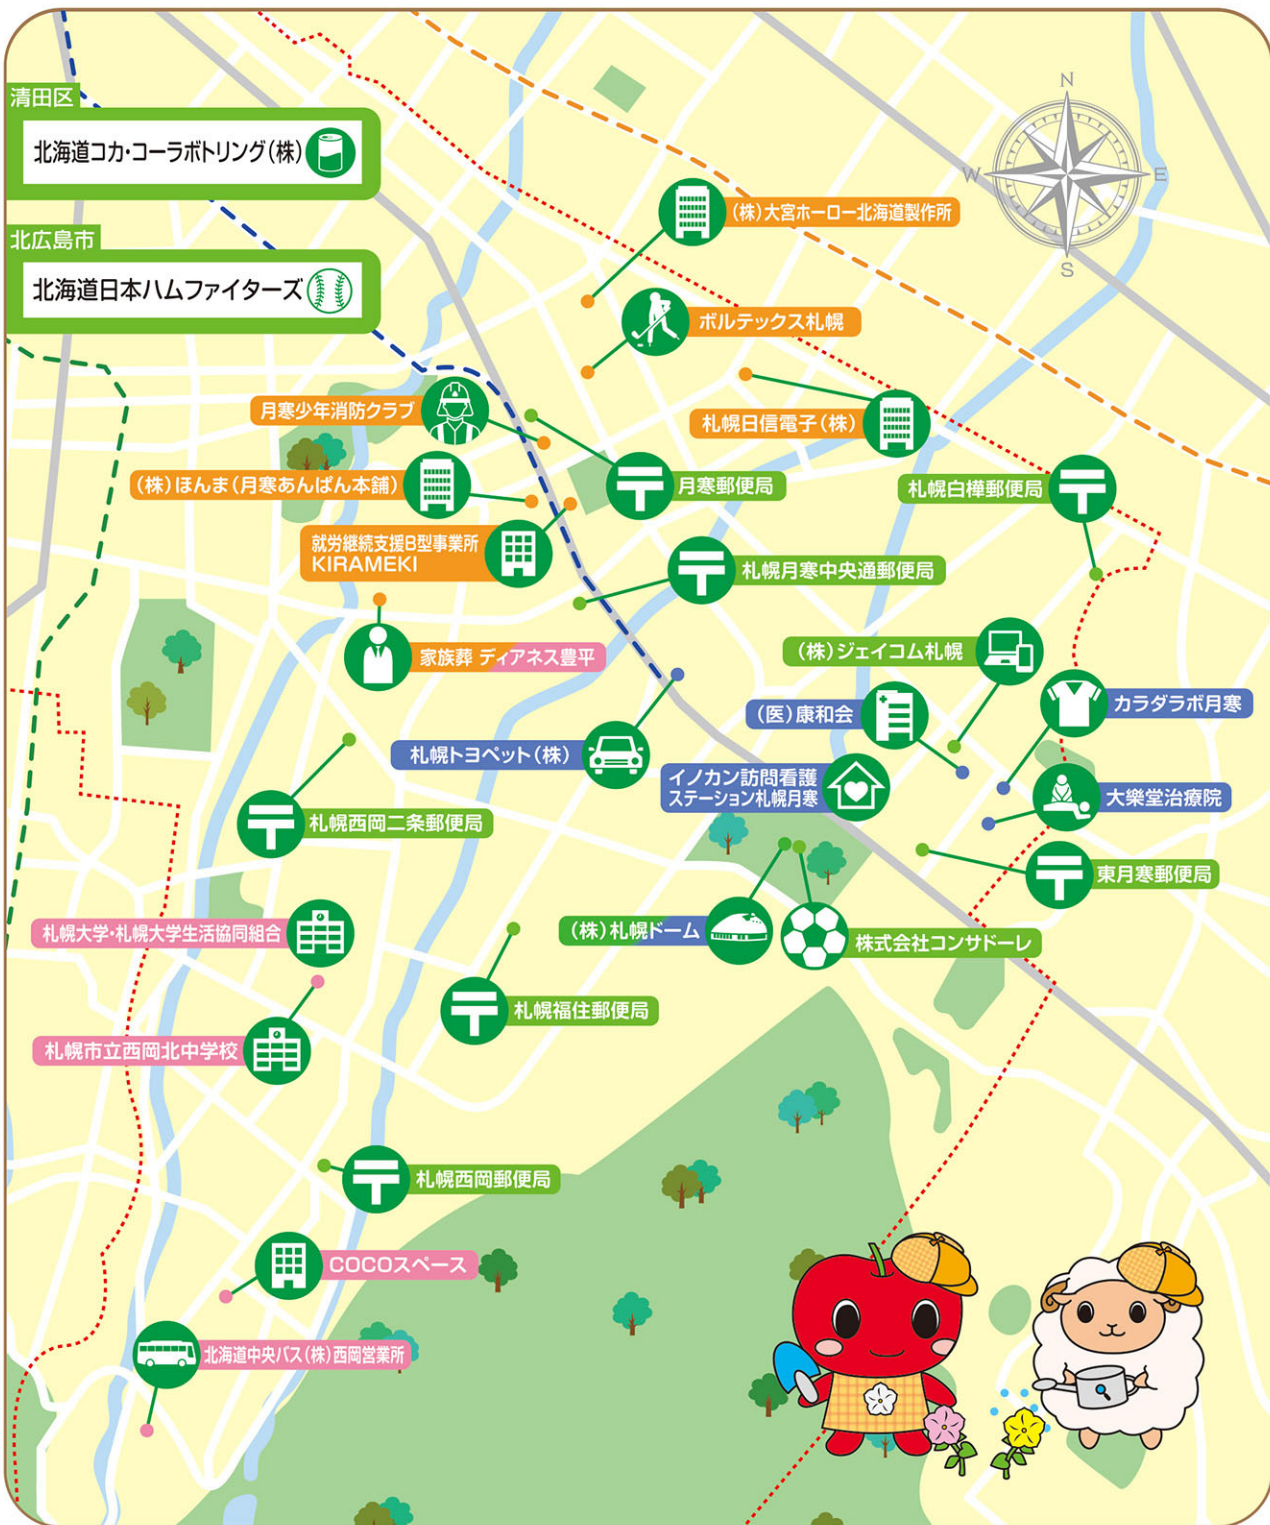 清田区
北海道コカ・コーラボトリング(株)
北広島市
北海道日本ハムファイターズ
N
W
E
S
(株)大宮ホーロー北海道製作所
ボルテックス札幌
月寒少年消防クラブ
札幌日信電子(株)
(株)ほんま(月寒あんぱん本舗)
月寒郵便局
札幌白樺郵便局
就労継続支援B型事業所
KIRAMEKI
札幌月寒中央通郵便局
家族葬 ディアネス豊平
(株)ジェイコム札幌
カラダラボ月寒
(医)康和会
札幌トヨペット(株)
イノカン訪問看護
ステーション札幌月寒
大樂堂治療院
札幌西岡二条郵便局
東月寒郵便局
札幌大学・札幌大学生活協同組合
(株)札幌ドーム
株式会社コンサドーレ
札幌福住郵便局
札幌市立西岡北中学校
札幌西岡郵便局
COCOスペース
北海道中央バス(株)西岡営業所